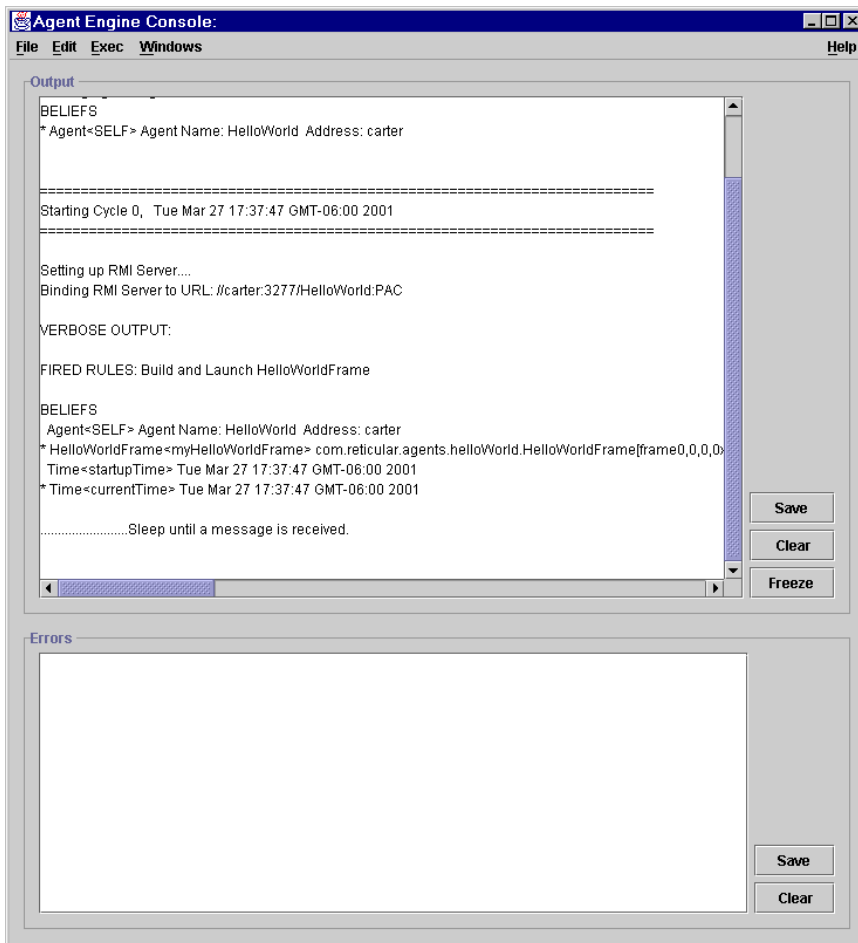 Agent Engine Console:
File Edit Exec Windows Help
Output
BELIEFS
* Agent<SELF> Agent Name: HelloWorld Address: carter
===========================================================================
Starting Cycle 0, Tue Mar 27 17:37:47 GMT-06:00 2001
===========================================================================
Setting up RMI Server....
Binding RMI Server to URL: //carter:3277/HelloWorld:PAC
VERBOSE OUTPUT:
FIRED RULES: Build and Launch HelloWorldFrame
BELIEFS
Agent<SELF> Agent Name: HelloWorld Address: carter
* HelloWorldFrame<myHelloWorldFrame> com.reticular.agents.helloWorld.HelloWorldFrame[frame0,0,0,0x
Time<startupTime> Tue Mar 27 17:37:47 GMT-06:00 2001
* Time<currentTime> Tue Mar 27 17:37:47 GMT-06:00 2001
.........................Sleep until a message is received.
Save
Clear
Freeze
Errors
Save
Clear